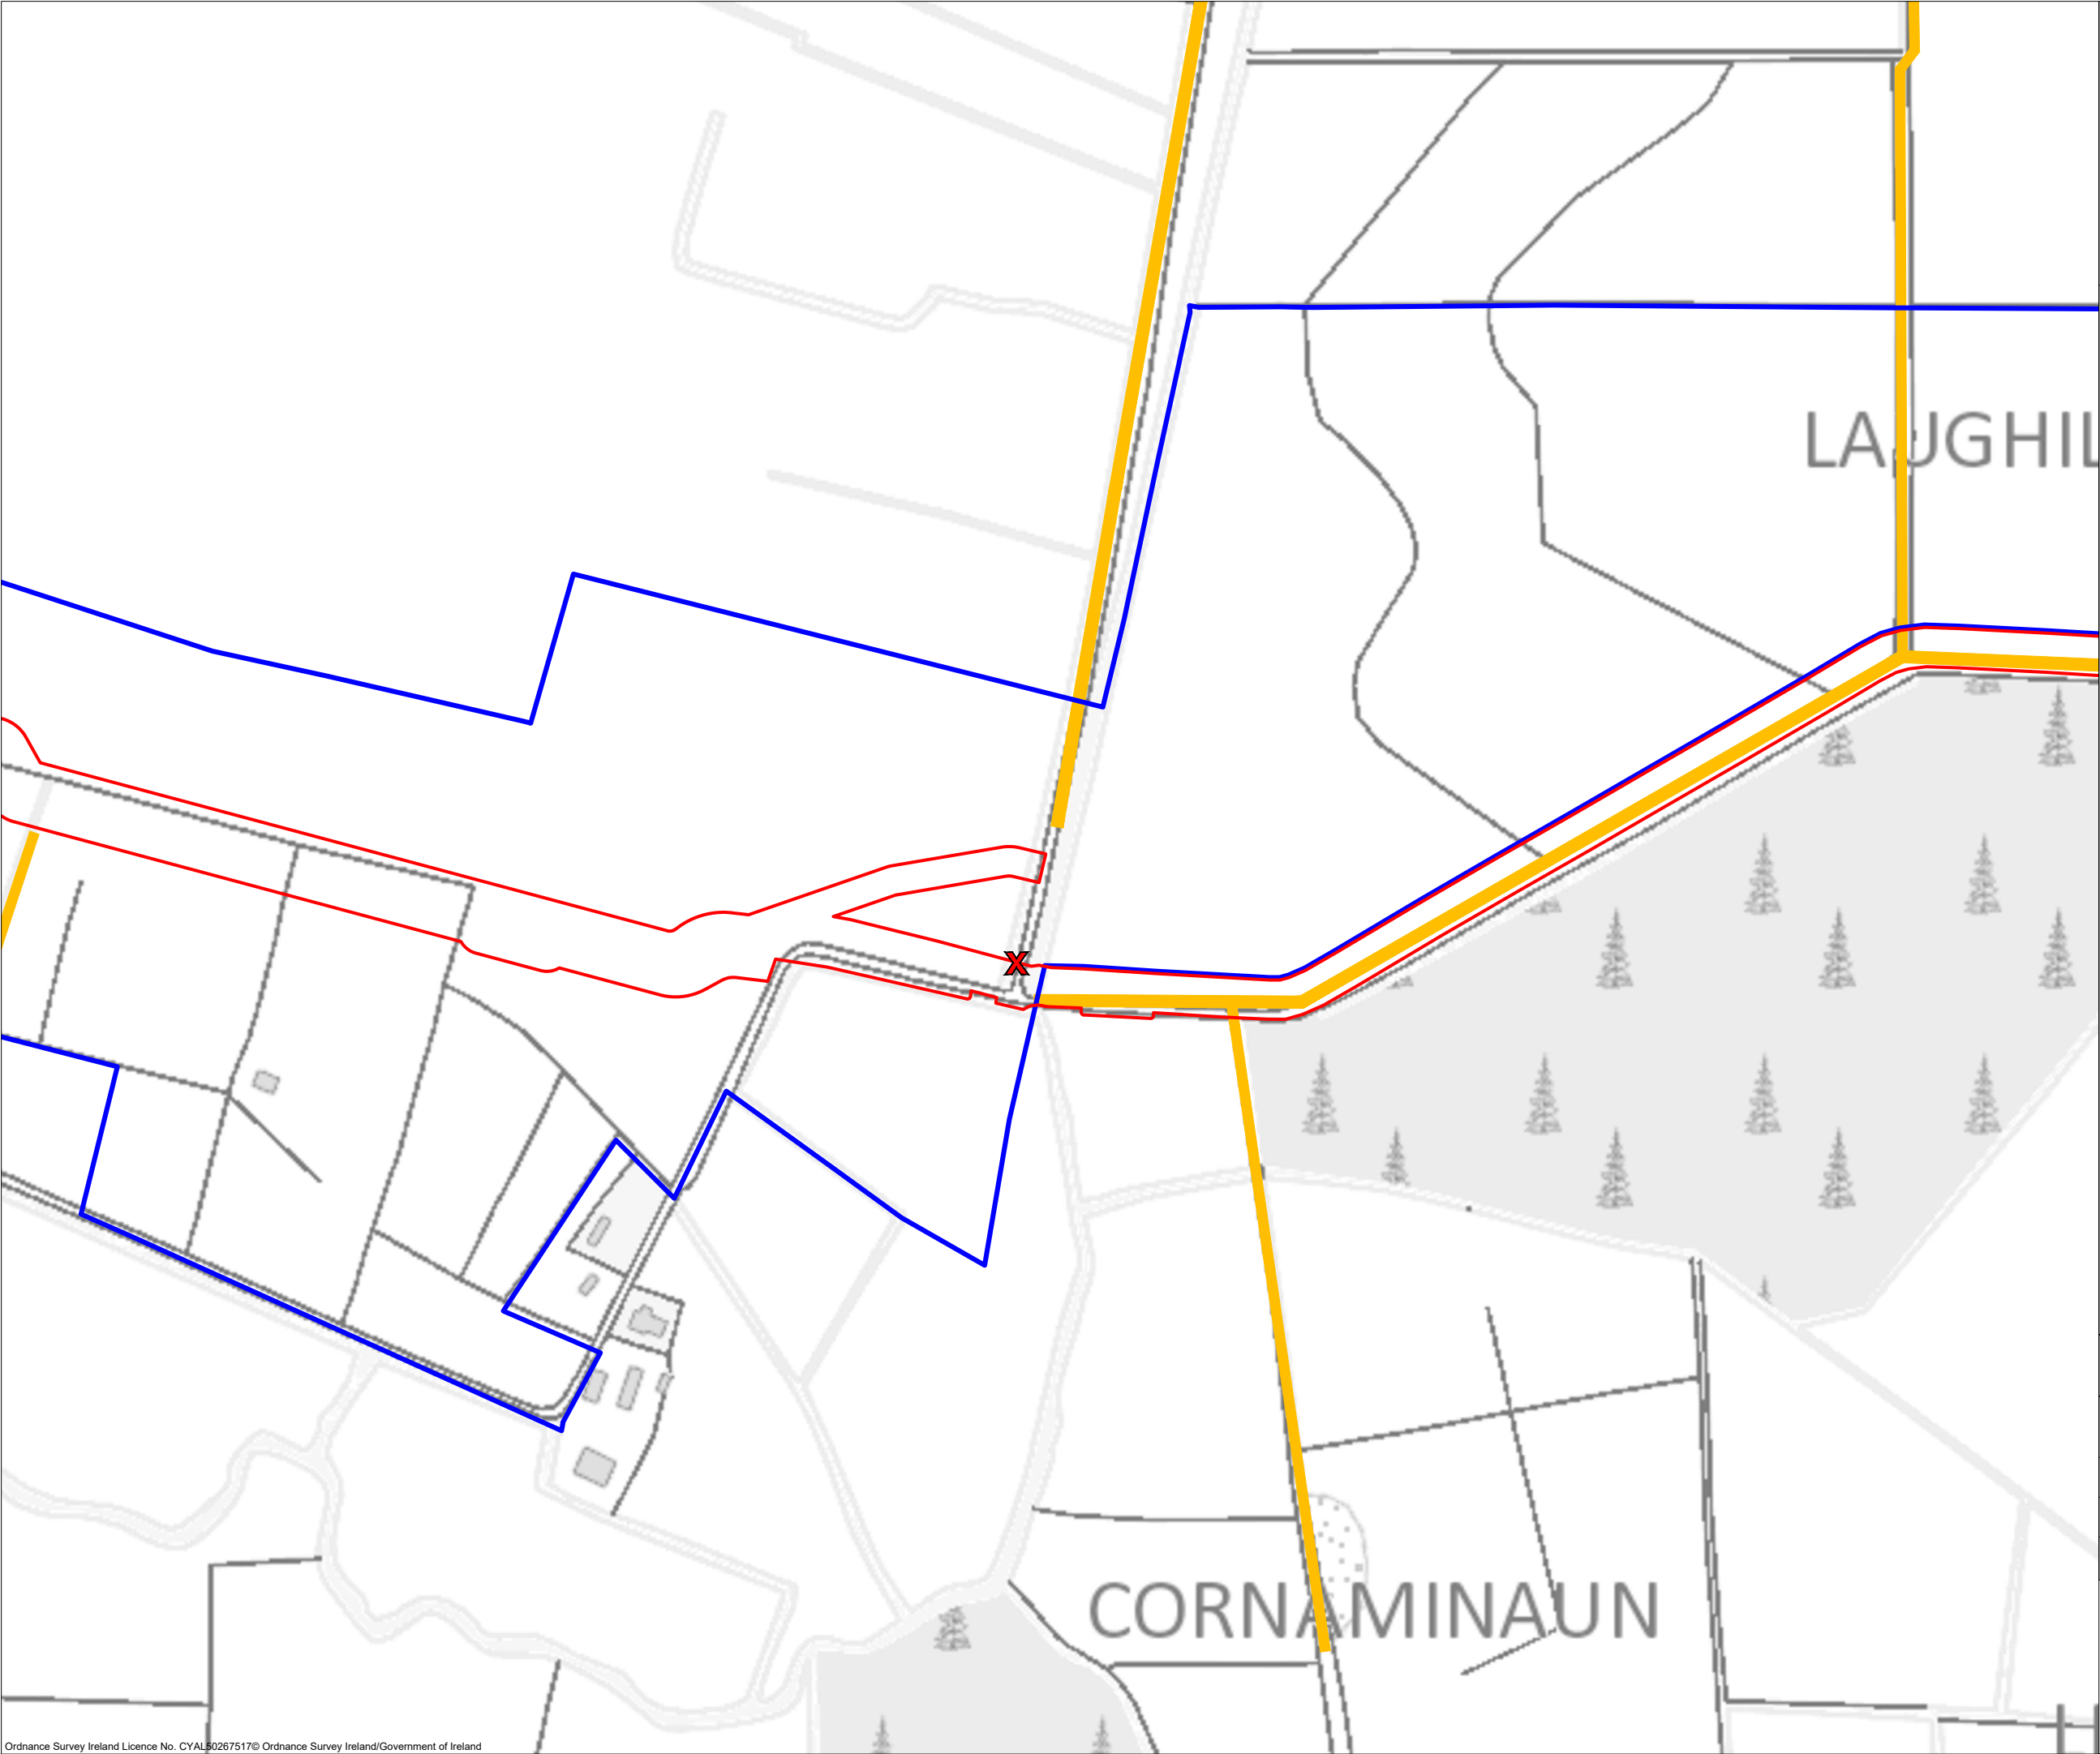 LAUGHIL
X
CORNAMINAUN
Ordnance Survey Ireland Licence No. CYAL50267517© Ordnance Survey Ireland/Government of Ireland